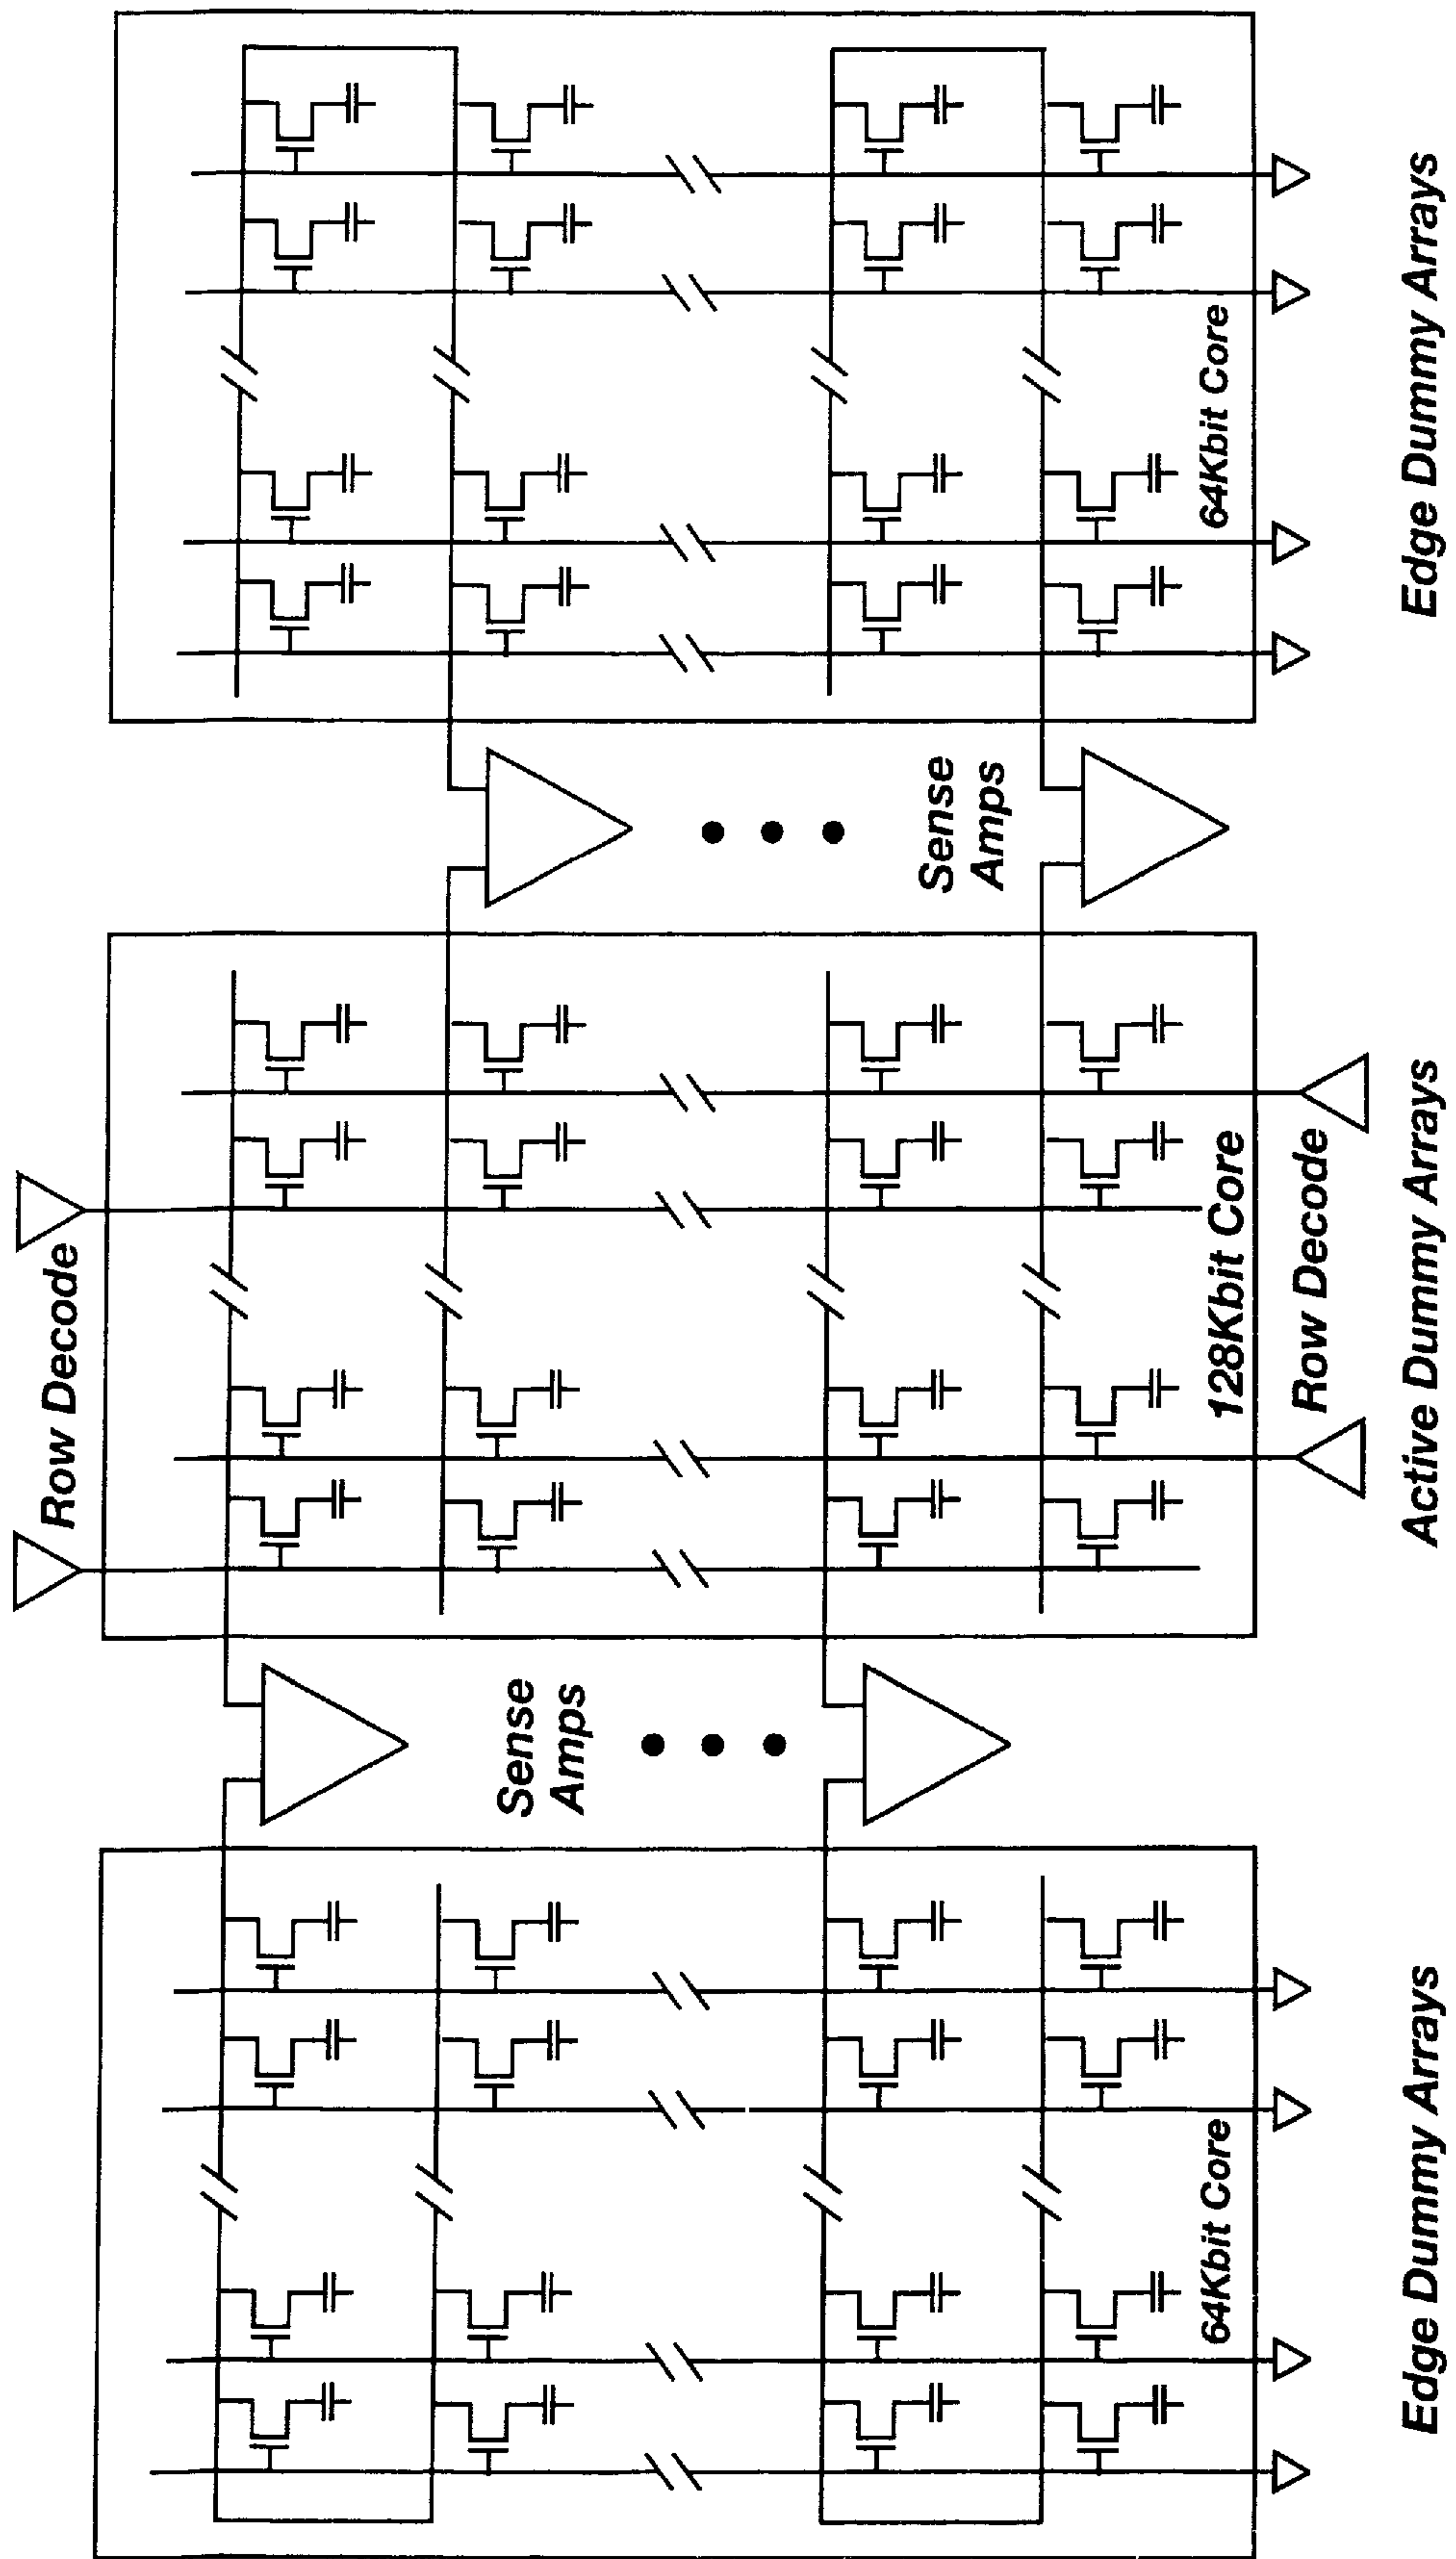 Row Decode
Sense
Amps
Sense
Amps
64Kbit Core
128Kbit Core
64Kbit Core
Row Decode
Edge Dummy Arrays
Active Dummy Arrays
Edge Dummy Arrays